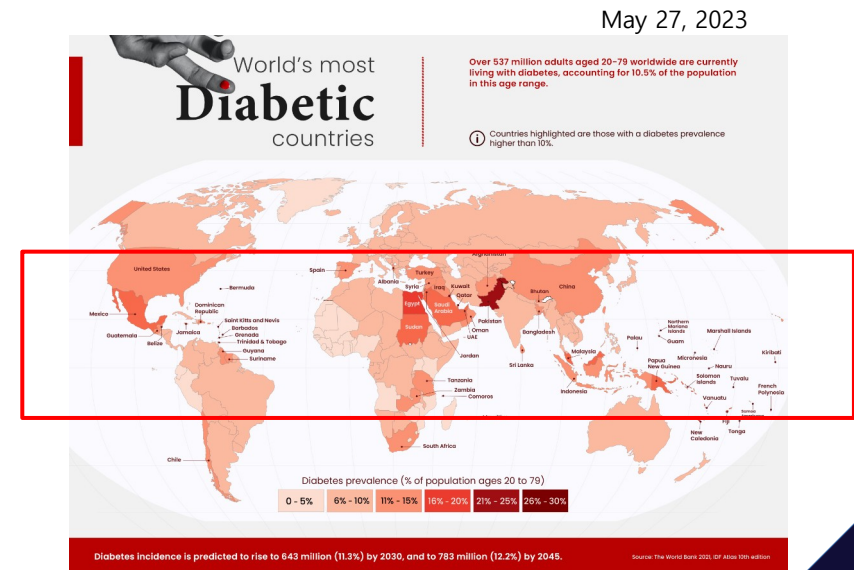 May 27, 2023
World's most
Diabetic
countries
Over 537 million adults aged 20-79 worldwide are currently
living with diabetes, accounting for 10.5% of the population
in this age range.
i
Countries highlighted are those with a diabetes prevalence
higher than 10%.
United States
Bermuda
Mexico
Dominican
Republic
Guatemala
Belize
Jamaica
Saint Kitts and Nevis
Barbados
Grenada
Trinidad & Tobago
Guyana
Suriname
Chile
Spain
Albania
Turkey
Syria
Iraq
Kuwait
Qatar
Afghanistan
Egypt
Saudi
Arabia
Sudan
Pakistan
Oman
UAE
Jordan
Bhutan
China
Bangladesh
Sri Lanka
Malaysia
Indonesia
Tanzania
Zambia
Comoros
South Africa
Palau
Northern
Mariana
Islands
Guam
Marshall Islands
Micronesia
Kiribati
Papua
New Guinea
Nauru
Solomon
Islands
Tuvalu
French
Polynesia
Vanuatu
Fiji
New
Caledonia
Tonga
Diabetes prevalence (% of population ages 20 to 79)
0 - 5%
6% - 10%
11% - 15%
16% - 20%
21% - 25%
26% - 30%
Diabetes incidence is predicted to rise to 643 million (11.3%) by 2030, and to 783 million (12.2%) by 2045.
Source: The World Bank 2021, IDF Atlas 10th edition